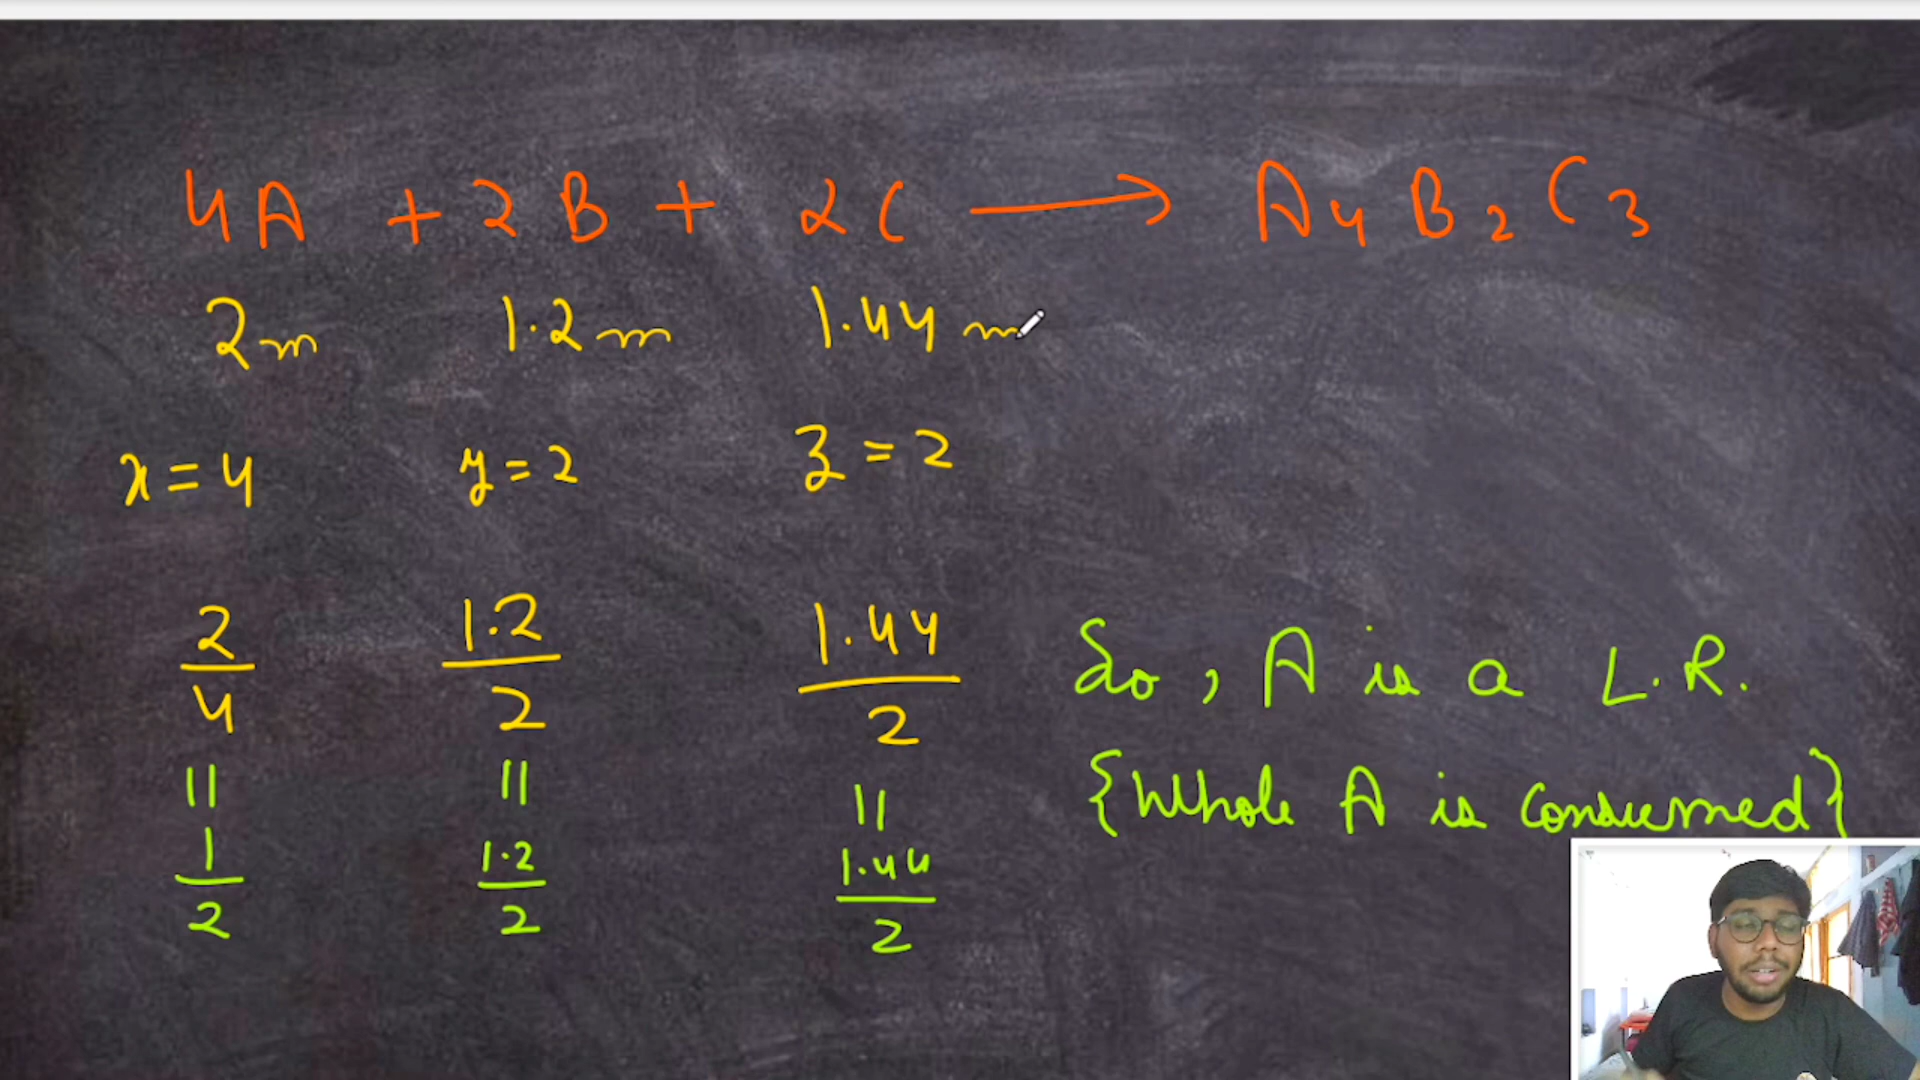 4A + 2B + 2C → A4B2C3
2m 1.2m 1.44m
x=4 y=2 z=2
2/4 1.2/2 1.44/2 So, A is a L.R.
{Whole A is consumed}
|| || ||
1/2 1.2/2 1.44/2